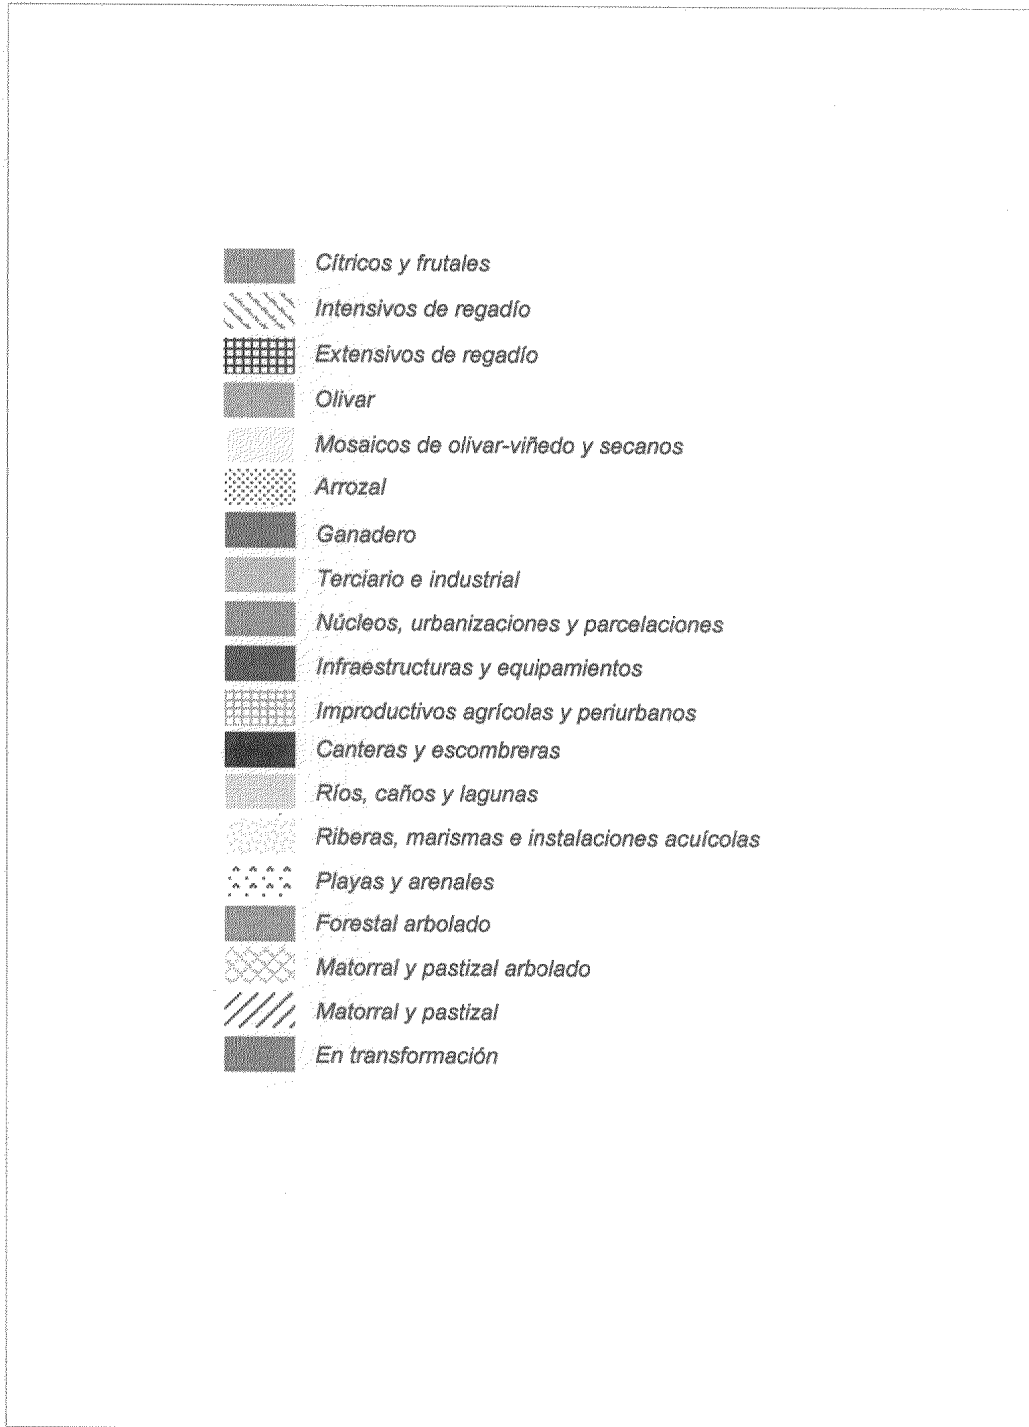 Cítricos y frutales
Intensivos de regadío
Extensivos de regadío
Olivar
Mosaicos de olivar-viñedo y secanos
Arrozal
Ganadero
Terciario e industrial
Núcleos, urbanizaciones y parcelaciones
Infraestructuras y equipamientos
Improductivos agrícolas y periurbanos
Canteras y escombreras
Ríos, caños y lagunas
Riberas, marismas e instalaciones acuícolas
Playas y arenales
Forestal arbolado
Matorral y pastizal arbolado
Matorral y pastizal
En transformación